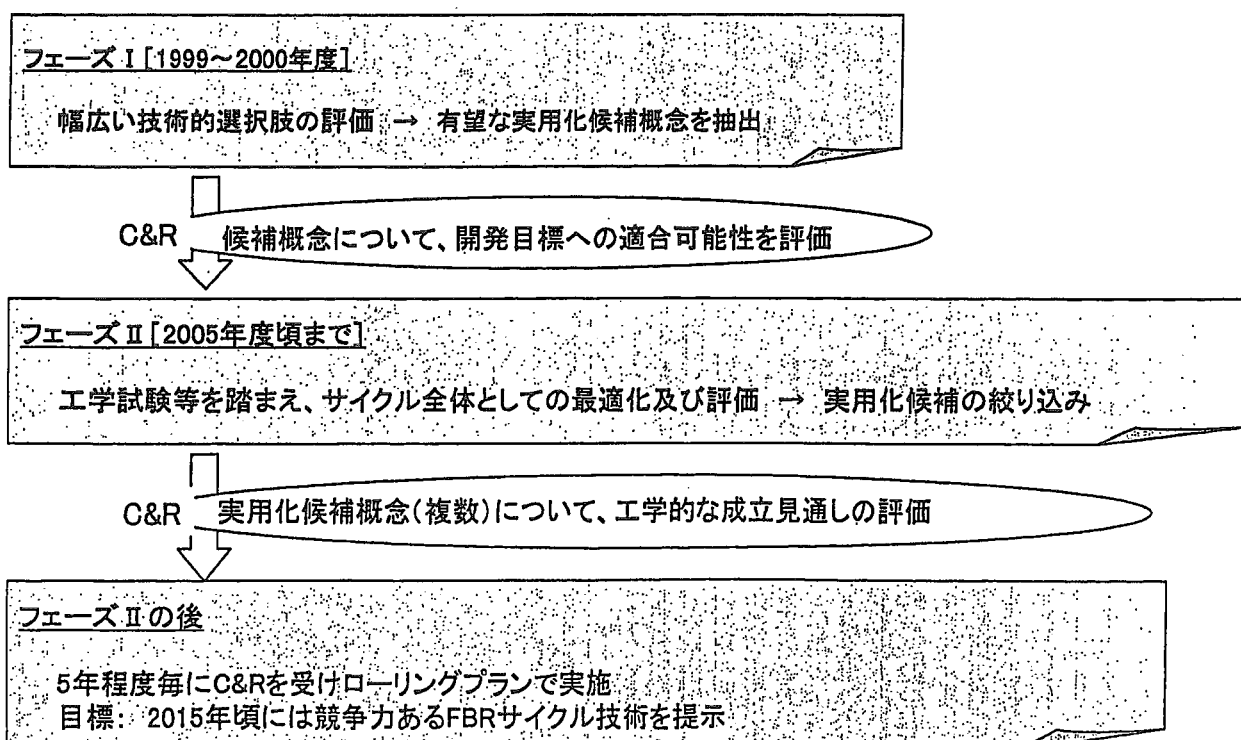 フェーズⅠ[1999～2000年度]
幅広い技術的選択肢の評価 → 有望な実用化候補概念を抽出
C&R 候補概念について、開発目標への適合可能性を評価
フェーズⅡ[2005年度頃まで]
工学試験等を踏まえ、サイクル全体としての最適化及び評価 → 実用化候補の絞り込み
C&R 実用化候補概念(複数)について、工学的な成立見通しの評価
フェーズⅡの後
5年程度毎にC&Rを受けローリングプランで実施
目標: 2015年頃には競争力あるFBRサイクル技術を提示